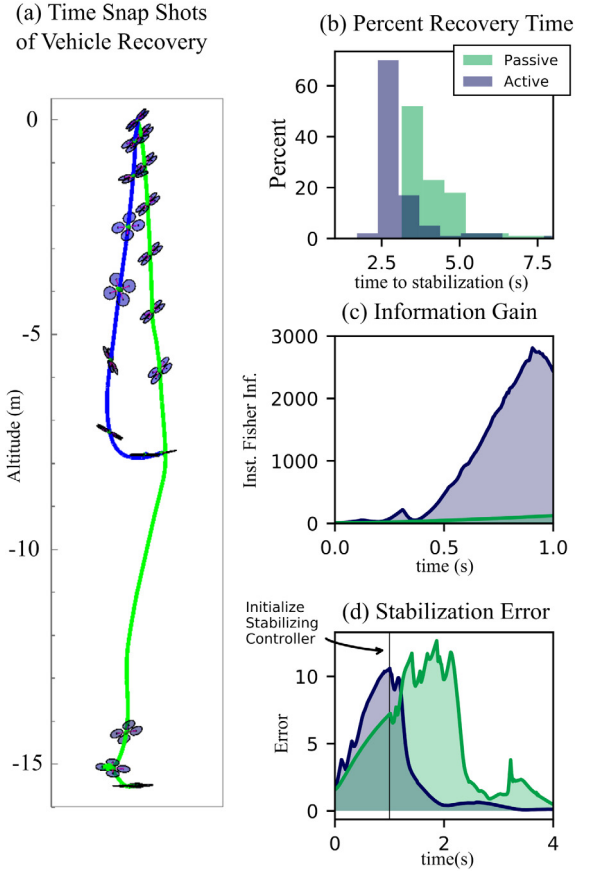 (a) Time Snap Shots
of Vehicle Recovery
Altitude (m)
0
-5
-10
-15
(b) Percent Recovery Time
Passive
Active
Percent
60
40
20
0
2.5
5.0
7.5
time to stabilization (s)
(c) Information Gain
Inst. Fisher Inf.
3000
2000
1000
0
0.0
0.5
1.0
time (s)
(d) Stabilization Error
Initialize
Stabilizing
Controller
Error
10
5
0
0
2
4
time(s)